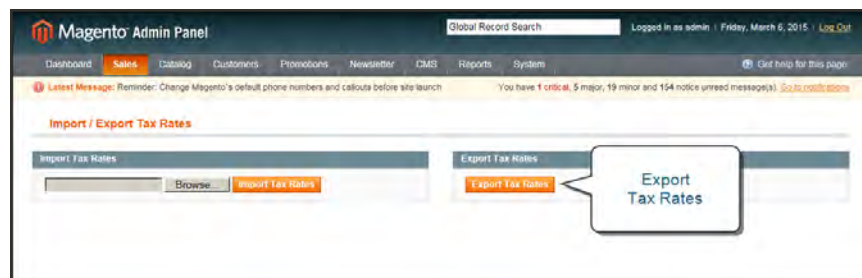 Magento Admin Panel
Global Record Search
Logged in as admin | Friday, March 6, 2015 | Log Out
Dashboard Sales Catalog Customers Promotions Newsletter CMS Reports System
Get help for this page
Latest Message: Reminder: Change Magento's default phone numbers and callouts before site launch
You have 1 critical, 5 major, 19 minor and 154 notice unread message(s). Go to notifications
Import / Export Tax Rates
Import Tax Rates
Export Tax Rates
Browse... Import Tax Rates
Export Tax Rates
Export
Tax Rates